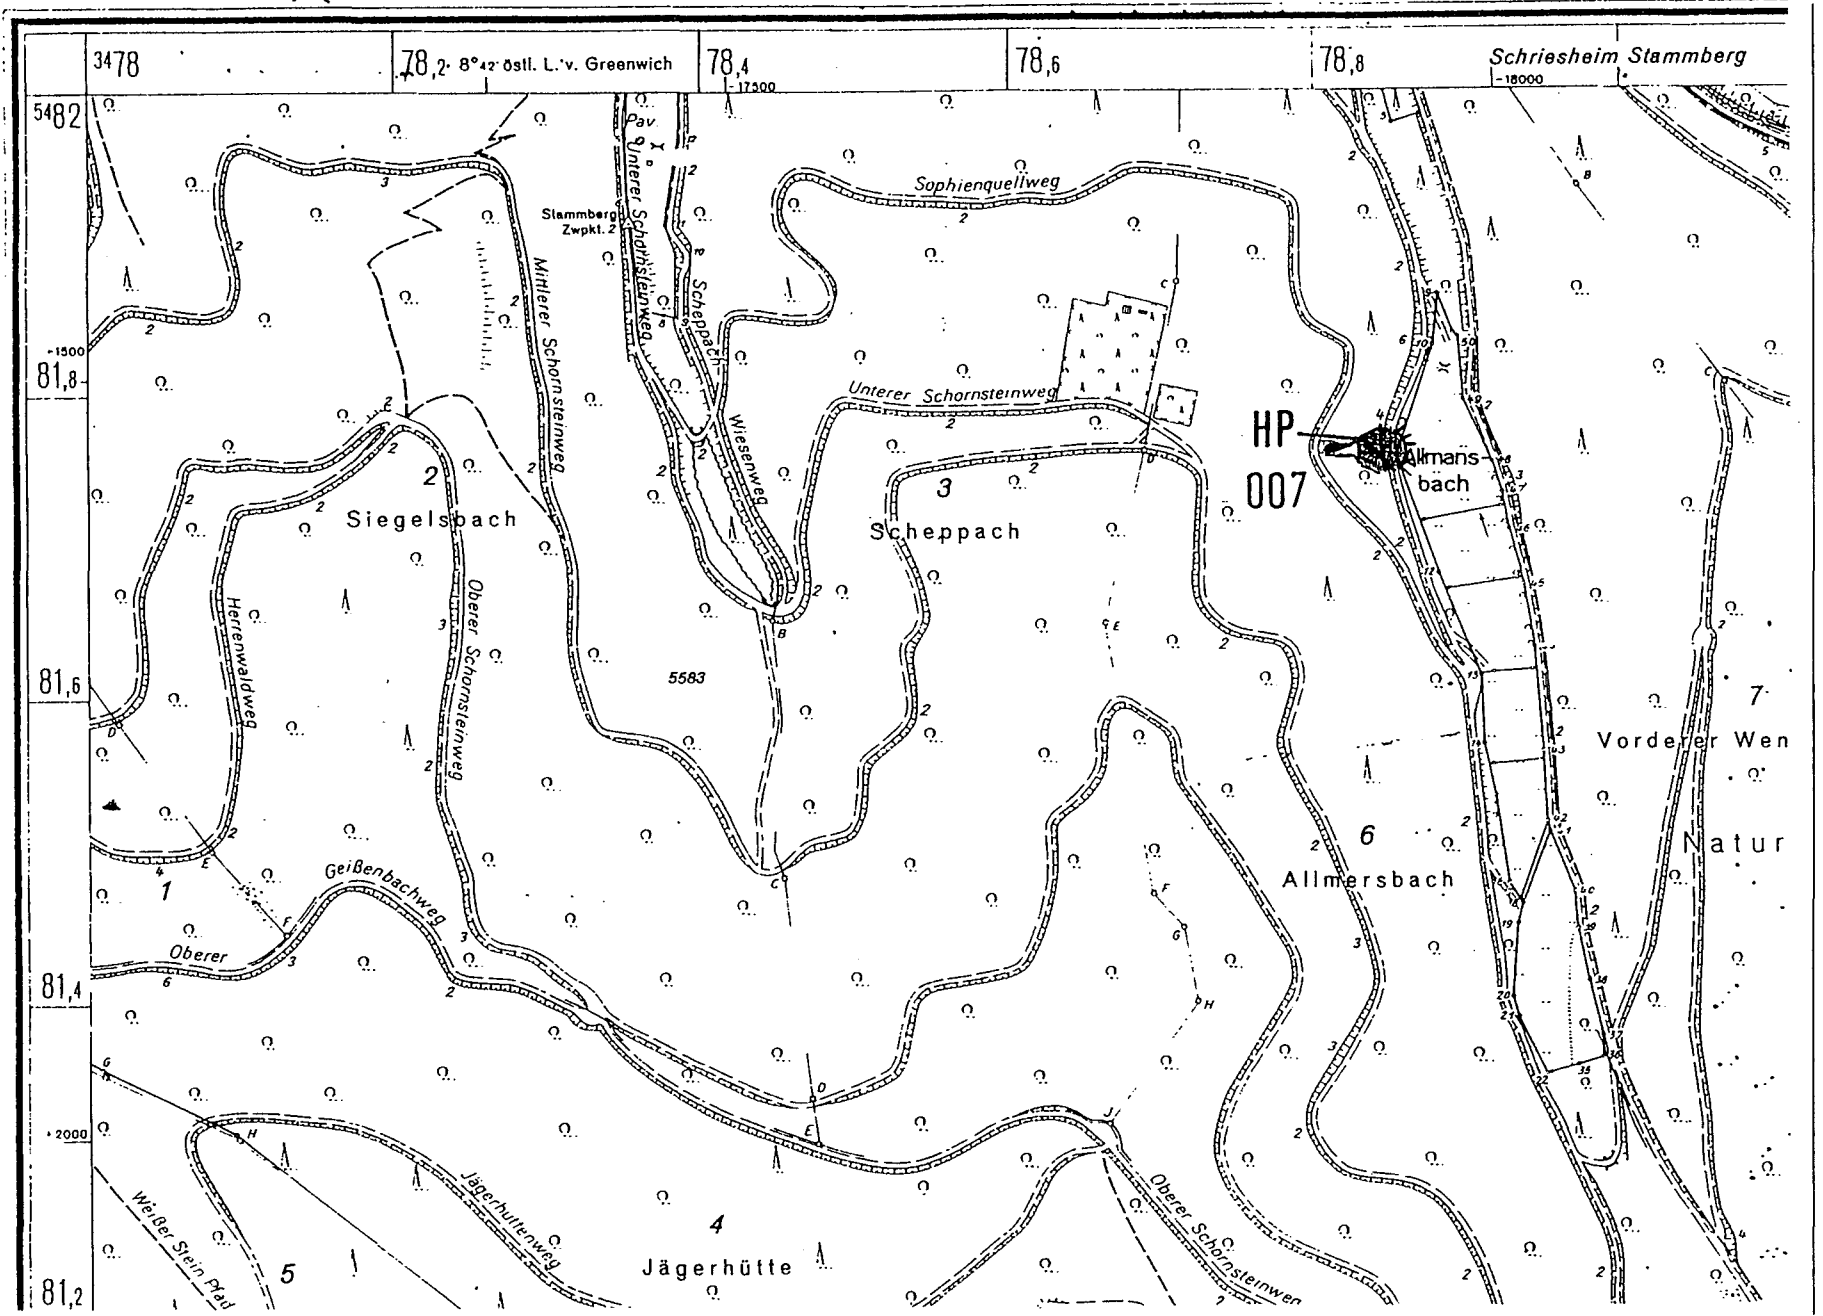 3478
78,2
8°42' östl. L. v. Greenwich
78,4
-17500
78,6
78,8
Schriesheim Stammberg
-18000
5482
Pav.
Unterer Schornsteinweg
Sophienquellweg
Stammberg
Zwpkt. 2
Mittlerer Schornsteinweg
Scheppach
1500
81,8
Wiesenweg
Unterer Schornsteinweg
HP
007
Allmans-
bach
2
Siegelsbach
3
Scheppach
Herrenwaldweg
Oberer Schornsteinweg
5583
81,6
7
Vorderer Wen
6
Allmersbach
Natur
1
Geißenbachweg
Oberer
81,4
2000
Weißer Stein Pfad
Jägerhüttenweg
Oberer Schornsteinweg
4
Jägerhütte
5
81,2